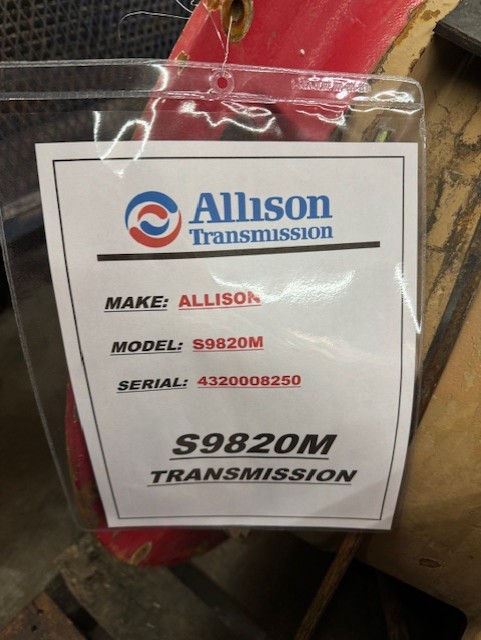 Allison
Transmission
MAKE: ALLISON
MODEL: S9820M
SERIAL: 4320008250
S9820M
TRANSMISSION